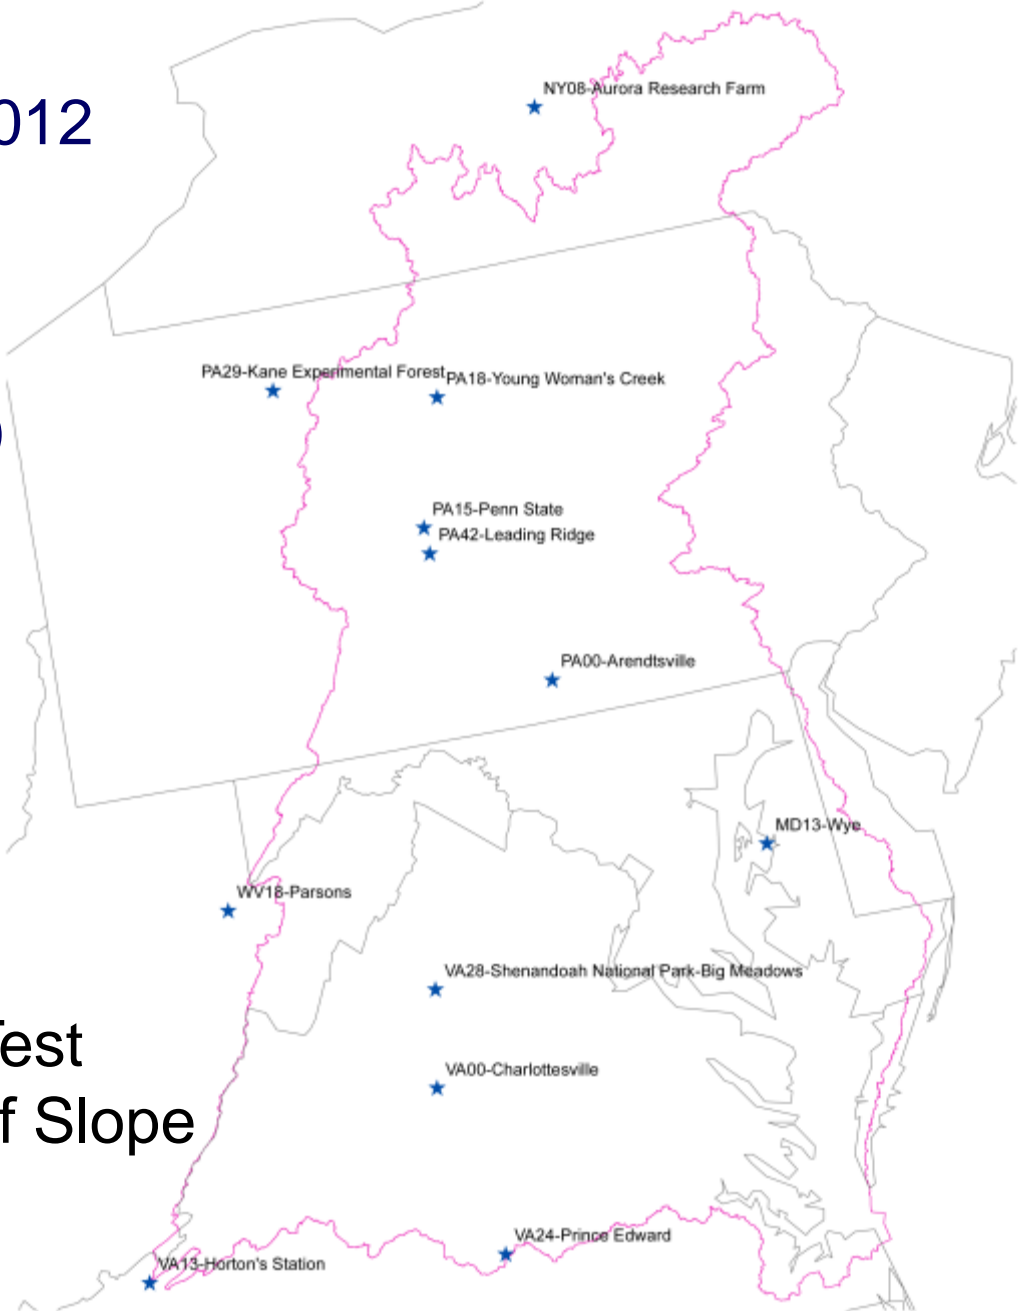 NY08-Aurora Research Farm
012
PA29-Kane Experimental Forest
PA18-Young Woman's Creek
)
PA15-Penn State
PA42-Leading Ridge
PA00-Arendtsville
MD13-Wye
WV18-Parsons
VA28-Shenandoah National Park-Big Meadows
Test
VA00-Charlottesville
f Slope
VA24-Prince Edward
VA13-Horton's Station